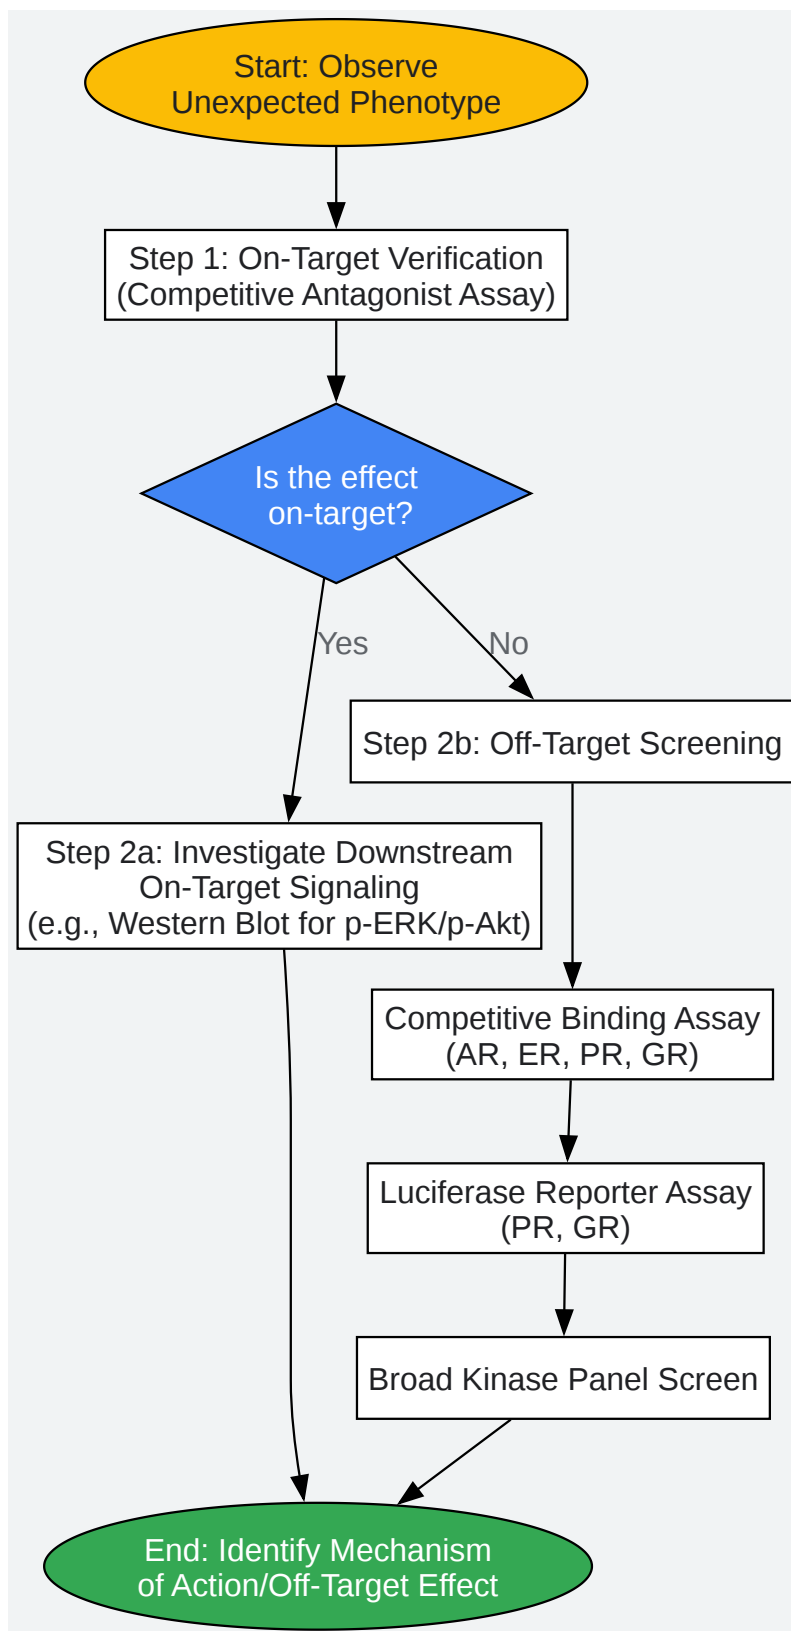 Start: Observe
Unexpected Phenotype
Step 1: On-Target Verification
(Competitive Antagonist Assay)
Is the effect
on-target?
Yes
No
Step 2b: Off-Target Screening
Step 2a: Investigate Downstream
On-Target Signaling
(e.g., Western Blot for p-ERK/p-Akt)
Competitive Binding Assay
(AR, ER, PR, GR)
Luciferase Reporter Assay
(PR, GR)
Broad Kinase Panel Screen
End: Identify Mechanism
of Action/Off-Target Effect